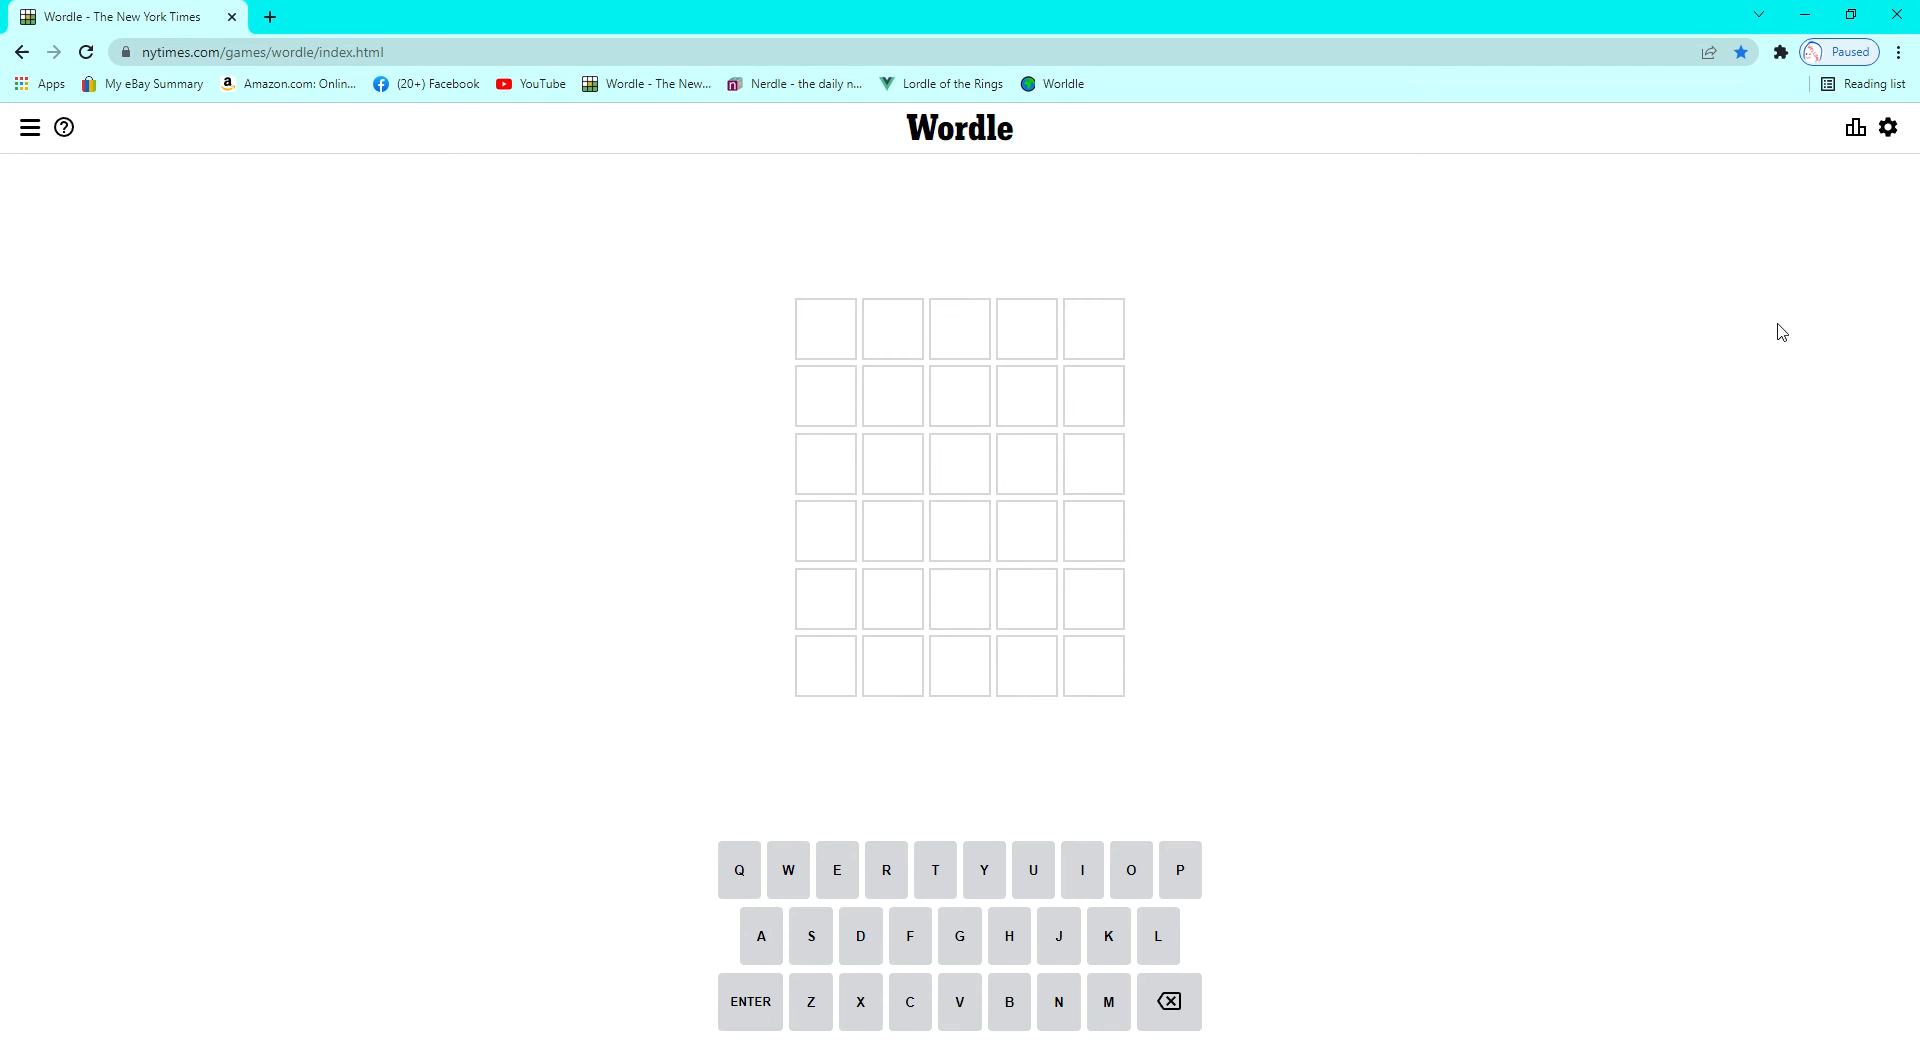 Wordle - The New York Times
nytimes.com/games/wordle/index.html
Paused
Apps My eBay Summary Amazon.com: Onlin... (20+) Facebook YouTube Wordle - The New... Nerdle - the daily n... Lordle of the Rings Worldle Reading list
Wordle
Q W E R T Y U I O P
A S D F G H J K L
ENTER Z X C V B N M